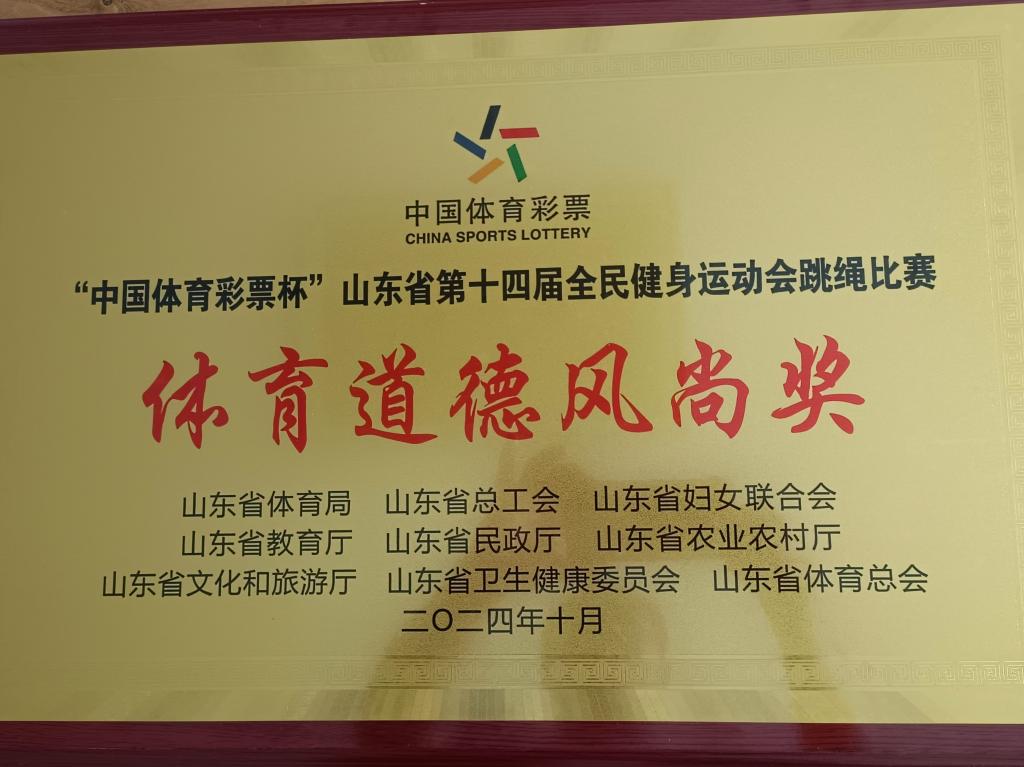 中国体育彩票
CHINA SPORTS LOTTERY
“中国体育彩票杯”山东省第十四届全民健身运动会跳绳比赛
体育道德风尚奖
山东省体育局 山东省总工会 山东省妇女联合会
山东省教育厅 山东省民政厅 山东省农业农村厅
山东省文化和旅游厅 山东省卫生健康委员会 山东省体育总会
二〇二四年十月